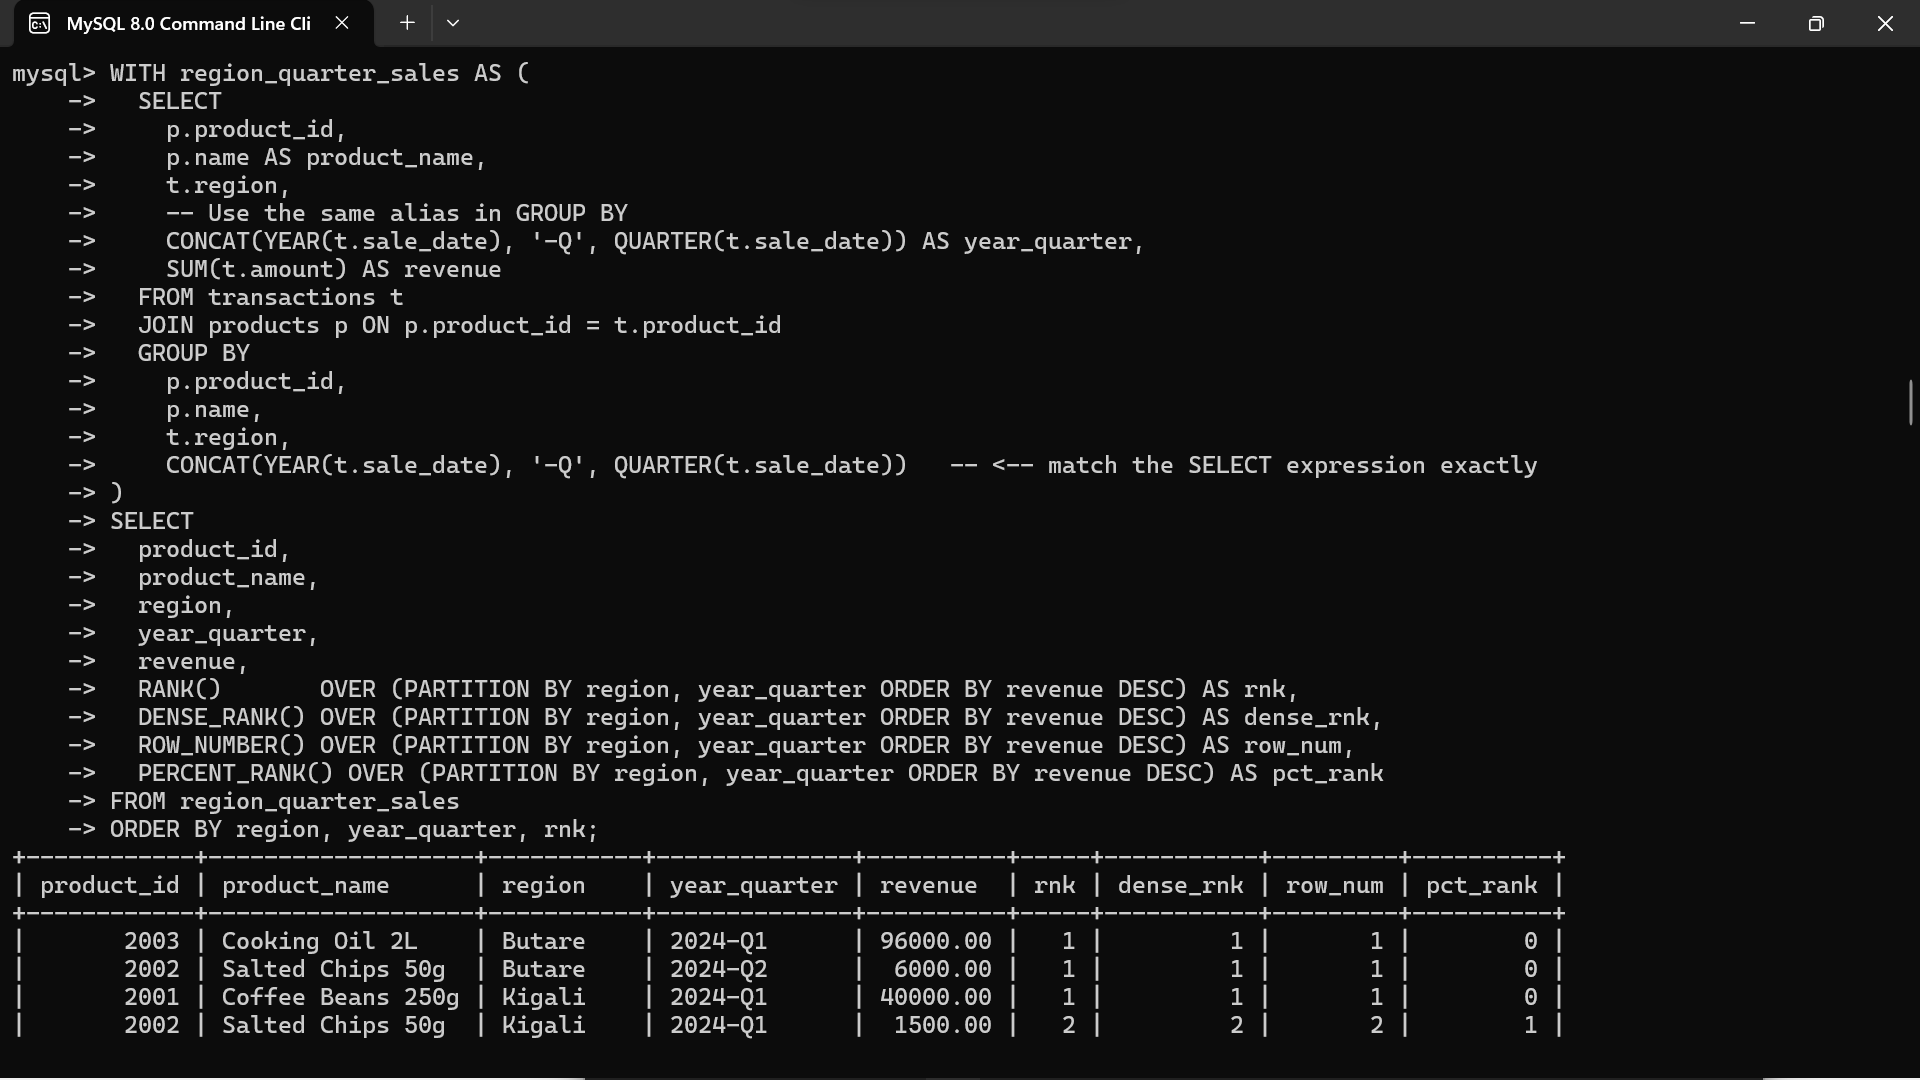 MySQL 8.0 Command Line Cli
mysql> WITH region_quarter_sales AS (
    ->   SELECT
    ->     p.product_id,
    ->     p.name AS product_name,
    ->     t.region,
    ->     -- Use the same alias in GROUP BY
    ->     CONCAT(YEAR(t.sale_date), '-Q', QUARTER(t.sale_date)) AS year_quarter,
    ->     SUM(t.amount) AS revenue
    ->   FROM transactions t
    ->   JOIN products p ON p.product_id = t.product_id
    ->   GROUP BY
    ->     p.product_id,
    ->     p.name,
    ->     t.region,
    ->     CONCAT(YEAR(t.sale_date), '-Q', QUARTER(t.sale_date))   -- <-- match the SELECT expression exactly
    -> )
    -> SELECT
    ->   product_id,
    ->   product_name,
    ->   region,
    ->   year_quarter,
    ->   revenue,
    ->   RANK()       OVER (PARTITION BY region, year_quarter ORDER BY revenue DESC) AS rnk,
    ->   DENSE_RANK() OVER (PARTITION BY region, year_quarter ORDER BY revenue DESC) AS dense_rnk,
    ->   ROW_NUMBER() OVER (PARTITION BY region, year_quarter ORDER BY revenue DESC) AS row_num,
    ->   PERCENT_RANK() OVER (PARTITION BY region, year_quarter ORDER BY revenue DESC) AS pct_rank
    -> FROM region_quarter_sales
    -> ORDER BY region, year_quarter, rnk;
+------------+-------------------+-----------+--------------+----------+-----+-----------+---------+----------+
| product_id | product_name      | region    | year_quarter | revenue  | rnk | dense_rnk | row_num | pct_rank |
+------------+-------------------+-----------+--------------+----------+-----+-----------+---------+----------+
|       2003 | Cooking Oil 2L    | Butare    | 2024-Q1      | 96000.00 |   1 |         1 |       1 |        0 |
|       2002 | Salted Chips 50g  | Butare    | 2024-Q2      |  6000.00 |   1 |         1 |       1 |        0 |
|       2001 | Coffee Beans 250g | Kigali    | 2024-Q1      | 40000.00 |   1 |         1 |       1 |        0 |
|       2002 | Salted Chips 50g  | Kigali    | 2024-Q1      |  1500.00 |   2 |         2 |       2 |        1 |